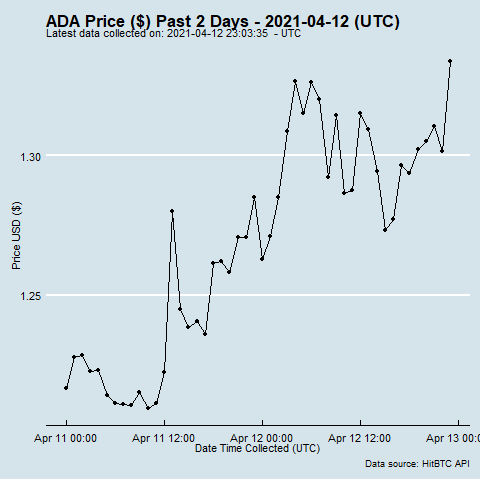 ADA Price ($) Past 2 Days - 2021-04-12 (UTC)
Latest data collected on: 2021-04-12 23:03:35 - UTC
1.30
Price USD ($)
1.25
Apr 11 00:00 Apr 11 12:00 Apr 12 00:00 Apr 12 12:00 Apr 13 00:0
Date Time Collected (UTC)
Data source: HitBTC API